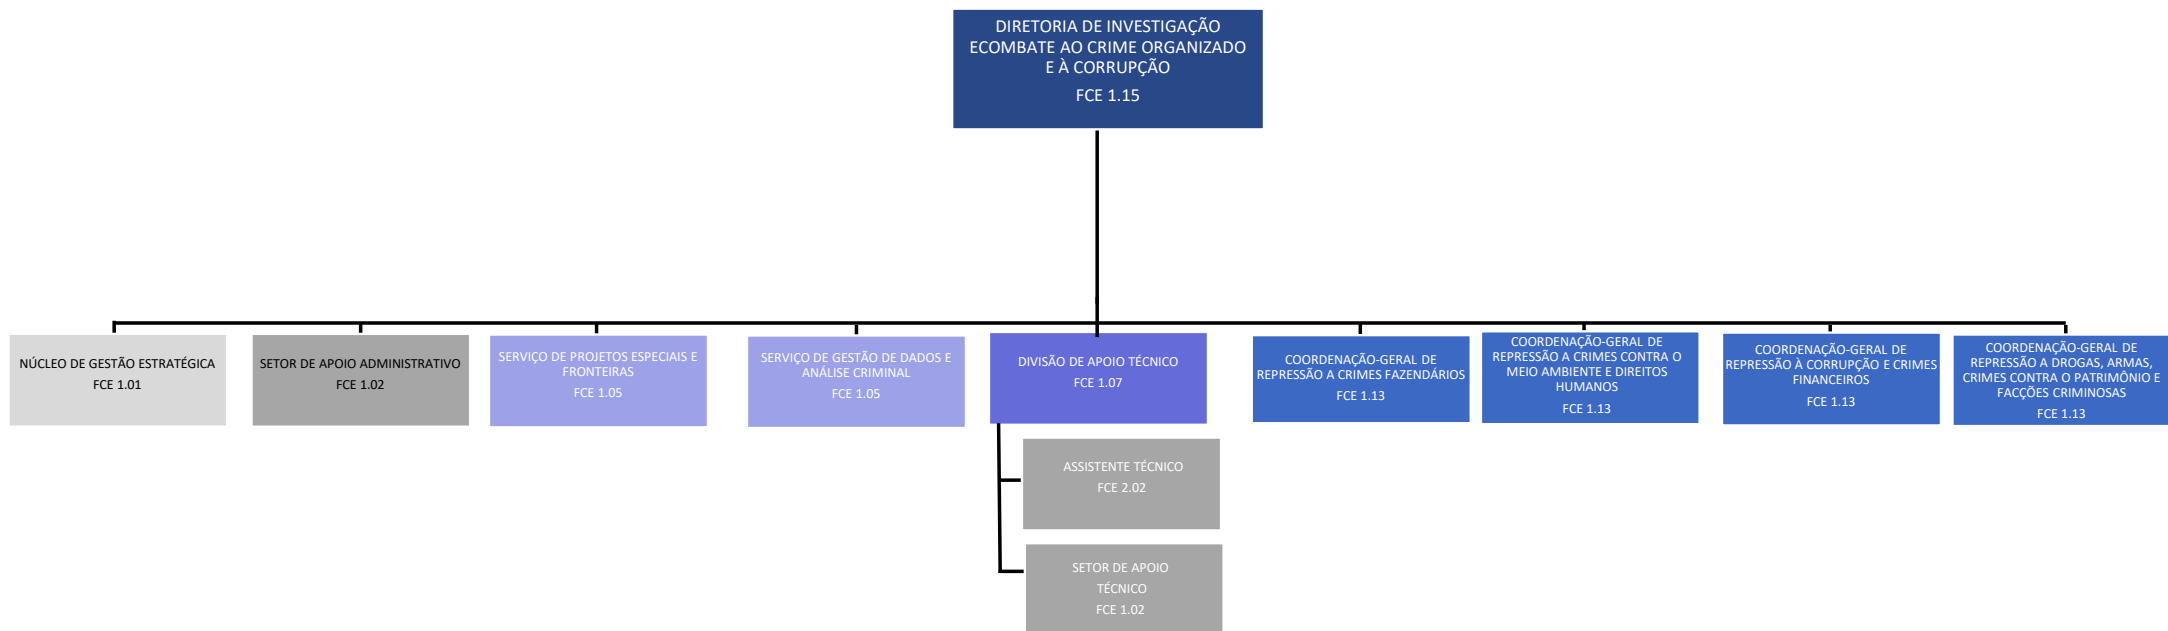 DIRETORIA DE INVESTIGAÇÃO
ECOMBATE AO CRIME ORGANIZADO
E À CORRUPÇÃO
FCE 1.15
NÚCLEO DE GESTÃO ESTRATÉGICA
FCE 1.01
SETOR DE APOIO ADMINISTRATIVO
FCE 1.02
SERVIÇO DE PROJETOS ESPECIAIS E
FRONTEIRAS
FCE 1.05
SERVIÇO DE GESTÃO DE DADOS E
ANÁLISE CRIMINAL
FCE 1.05
DIVISÃO DE APOIO TÉCNICO
FCE 1.07
ASSISTENTE TÉCNICO
FCE 2.02
SETOR DE APOIO
TÉCNICO
FCE 1.02
COORDENAÇÃO-GERAL DE
REPRESSÃO A CRIMES FAZENDÁRIOS
FCE 1.13
COORDENAÇÃO-GERAL DE
REPRESSÃO A CRIMES CONTRA O
MEIO AMBIENTE E DIREITOS
HUMANOS
FCE 1.13
COORDENAÇÃO-GERAL DE
REPRESSÃO À CORRUPÇÃO E CRIMES
FINANCEIROS
FCE 1.13
COORDENAÇÃO-GERAL DE
REPRESSÃO A DROGAS, ARMAS,
CRIMES CONTRA O PATRIMÔNIO E
FACÇÕES CRIMINOSAS
FCE 1.13